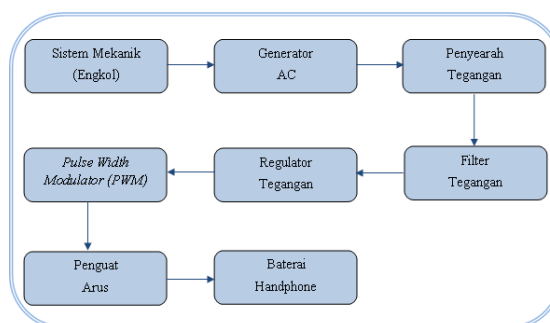 Sistem Mekanik
(Engkol)
Generator
AC
Penyearah
Tegangan
Filter
Tegangan
Regulator
Tegangan
Pulse Width
Modulator (PWM)
Penguat
Arus
Baterai
Handphone